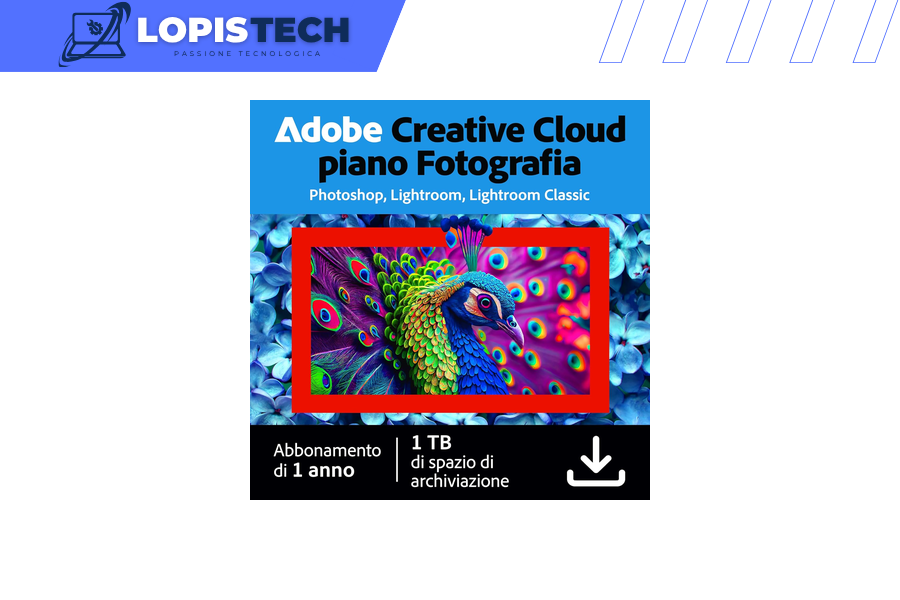 LOPISTECH
PASSIONE TECNOLOGICA
Adobe Creative Cloud
piano Fotografia
Photoshop, Lightroom, Lightroom Classic
Abbonamento
di 1 anno
1 TB
di spazio di
archiviazione